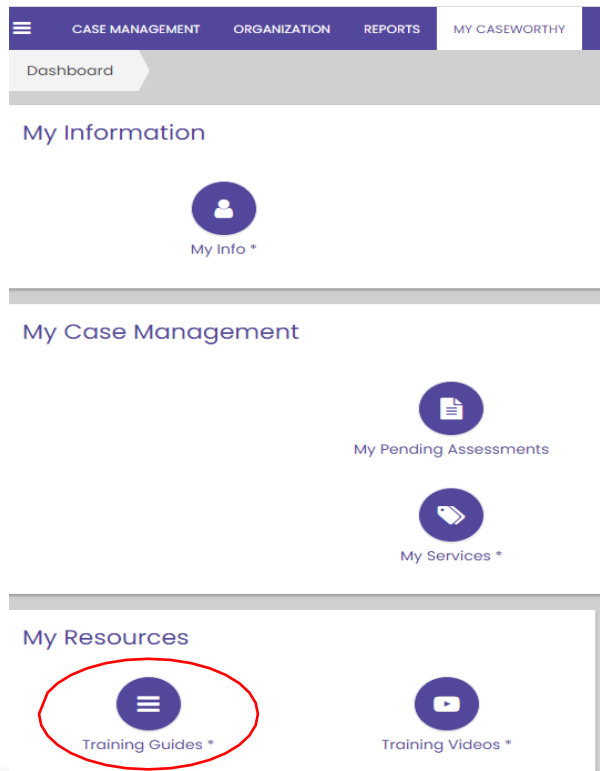 CASE MANAGEMENT ORGANIZATION REPORTS MY CASEWORTHY
Dashboard
My Information
My Info *
My Case Management
My Pending Assessments
My Services *
My Resources
Training Guides * Training Videos *